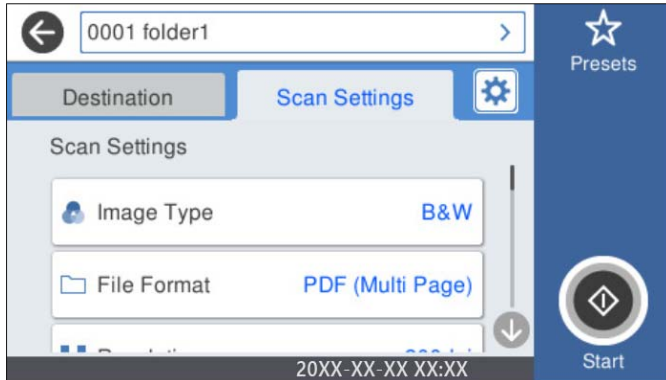 0001 folder1
Presets
Destination
Scan Settings
Scan Settings
Image Type B&W
File Format PDF (Multi Page)
20XX-XX-XX XX:XX
Start